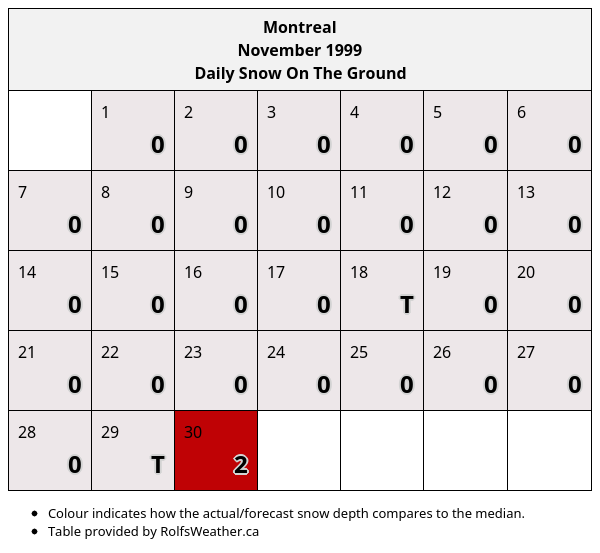 Montreal
November 1999
Daily Snow On The Ground
1 2 3 4 5 6
0 0 0 0 0 0
7 8 9 10 11 12 13
0 0 0 0 0 0 0
14 15 16 17 18 19 20
0 0 0 0 T 0 0
21 22 23 24 25 26 27
0 0 0 0 0 0 0
28 29 30
0 T 2
• Colour indicates how the actual/forecast snow depth compares to the median.
• Table provided by RolfsWeather.ca